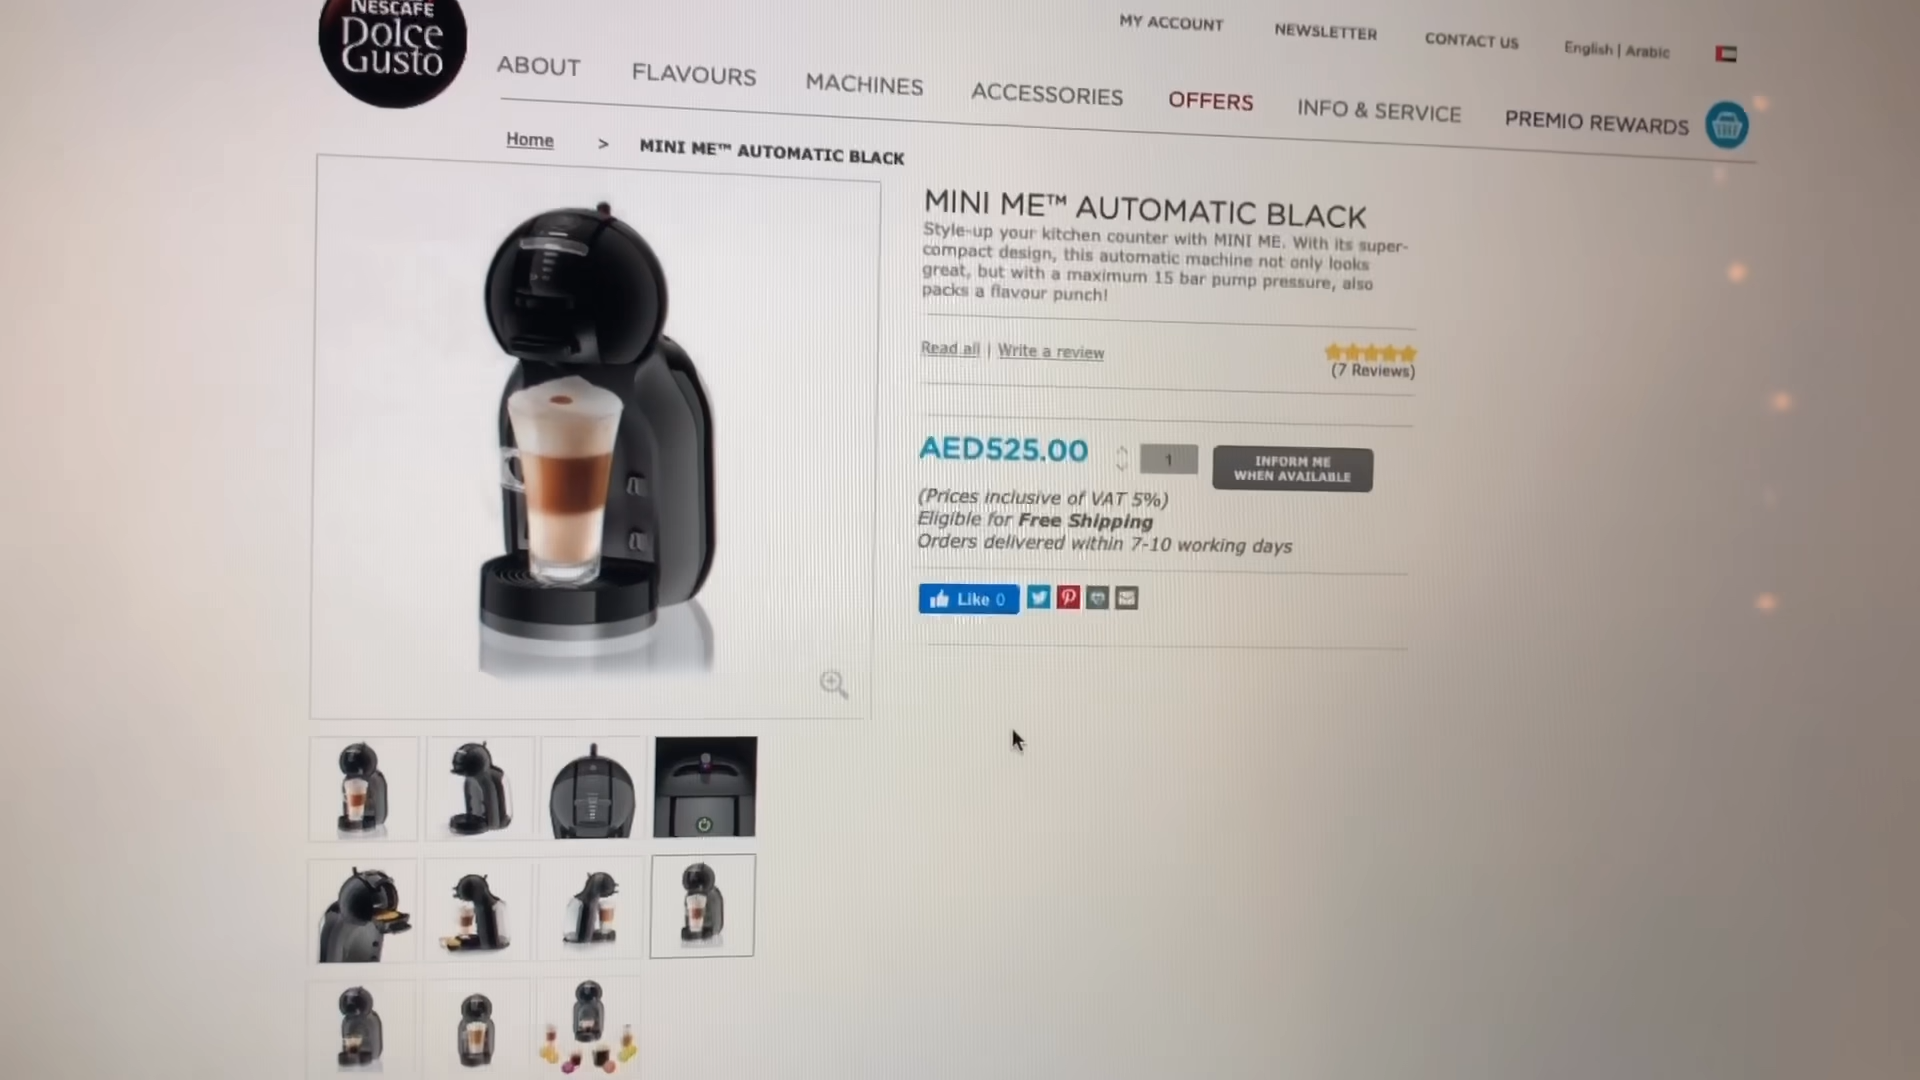 NESCAFÉ
Dolce
Gusto
MY ACCOUNT
NEWSLETTER
CONTACT US
English | Arabic
ABOUT
FLAVOURS
MACHINES
ACCESSORIES
OFFERS
INFO & SERVICE
PREMIO REWARDS
Home > MINI ME™ AUTOMATIC BLACK
MINI ME™ AUTOMATIC BLACK
Style-up your kitchen counter with MINI ME. With its super-
compact design, this automatic machine not only looks
great, but with a maximum 15 bar pump pressure, also
packs a flavour punch!
Read all | Write a review
(7 Reviews)
AED525.00
1
INFORM ME
WHEN AVAILABLE
(Prices inclusive of VAT 5%)
Eligible for Free Shipping
Orders delivered within 7-10 working days
Like 0